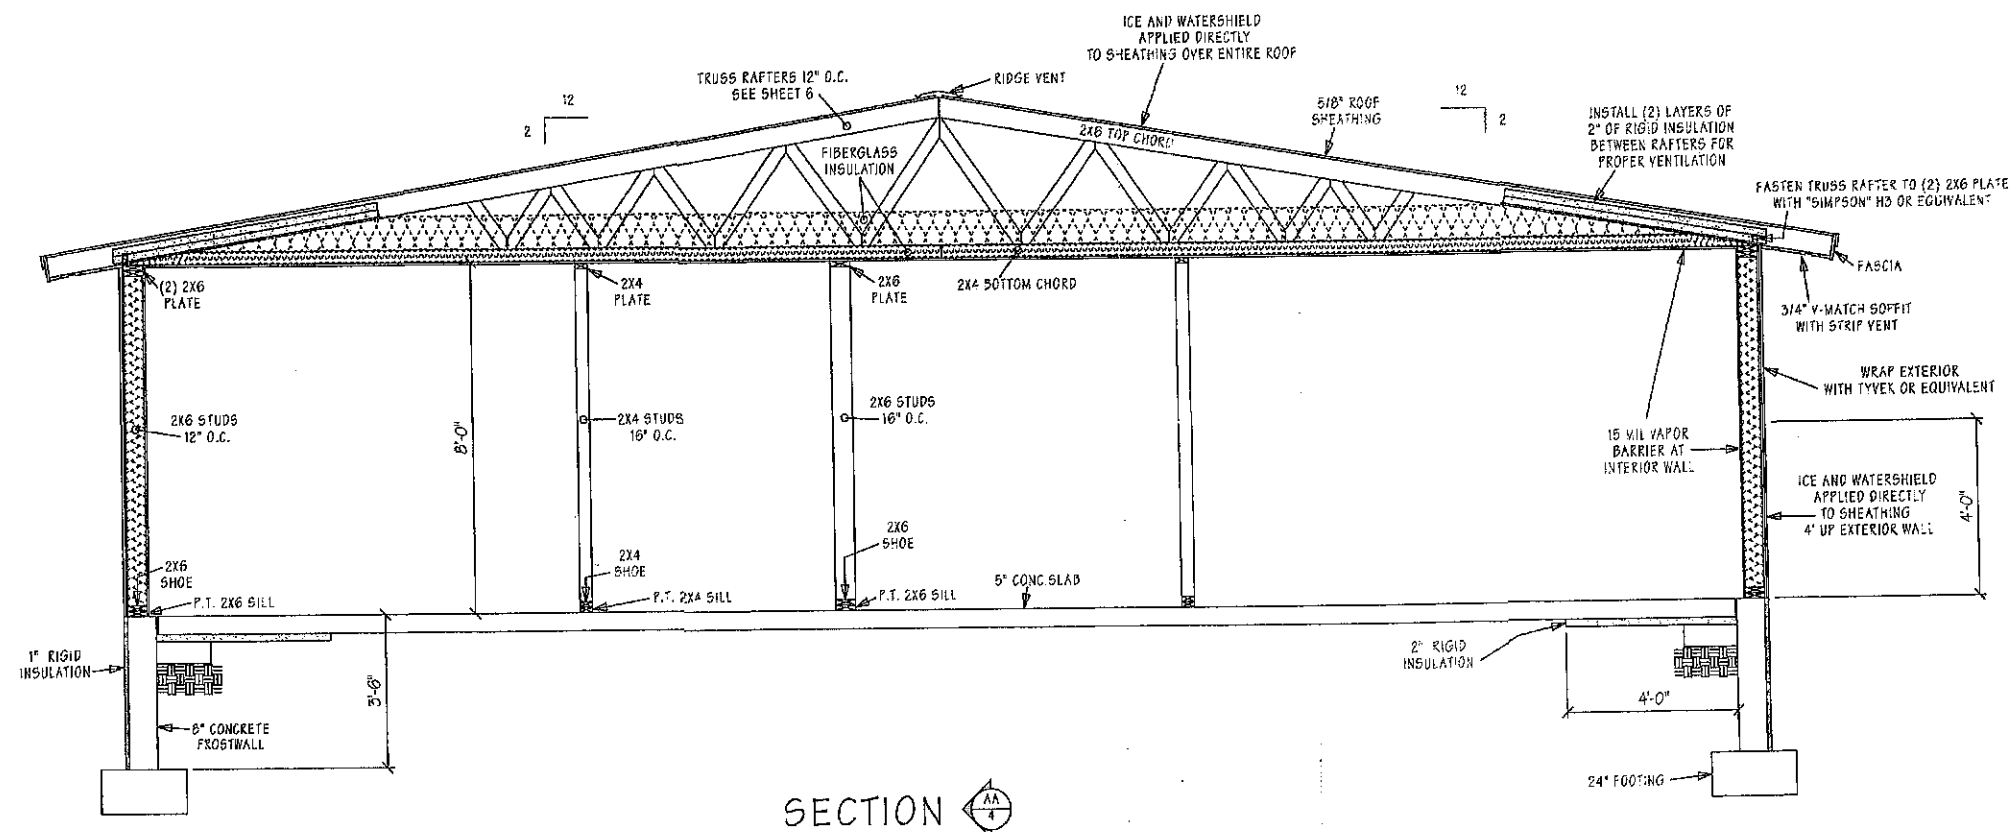 ICE AND WATERSHIELD
APPLIED DIRECTLY
TO SHEATHING OVER ENTIRE ROOF
TRUSS RAFTERS 12" O.C.
SEE SHEET 6
RIDGE VENT
12
2
5/8" ROOF
SHEATHING
12
2
INSTALL (2) LAYERS OF
2" OF RIGID INSULATION
BETWEEN RAFTERS FOR
PROPER VENTILATION
2X6 TOP CHORD
FIBERGLASS
INSULATION
FASTEN TRUSS RAFTER TO (2) 2X6 PLATE
WITH "SIMPSON" H3 OR EQUIVALENT
FASCIA
(2) 2X6
PLATE
2X4
PLATE
2X6
PLATE
2X4 BOTTOM CHORD
3/4" V-MATCH SOFFIT
WITH STRIP VENT
WRAP EXTERIOR
WITH TYVEK OR EQUIVALENT
2X6 STUDS
12" O.C.
8'-0"
2X4 STUDS
16" O.C.
2X6 STUDS
16" O.C.
15 MIL VAPOR
BARRIER AT
INTERIOR WALL
ICE AND WATERSHIELD
APPLIED DIRECTLY
TO SHEATHING
4' UP EXTERIOR WALL
4'-0"
2X6
SHOE
2X4
SHOE
2X6
SHOE
5" CONC. SLAB
P.T. 2X6 SILL
P.T. 2X4 SILL
P.T. 2X6 SILL
1" RIGID
INSULATION
2" RIGID
INSULATION
3'-6"
4'-0"
8" CONCRETE
FROSTWALL
24" FOOTING
SECTION
AA
4